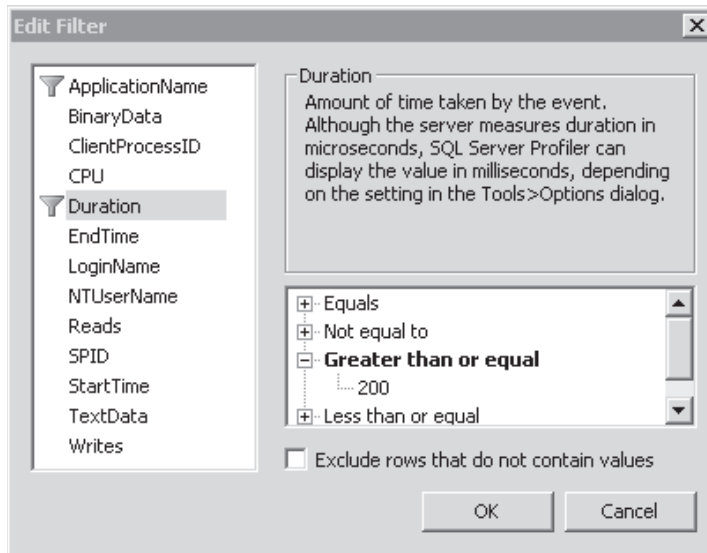 Edit Filter
ApplicationName
BinaryData
ClientProcessID
CPU
Duration
EndTime
LoginName
NTUserName
Reads
SPID
StartTime
TextData
Writes
Duration
Amount of time taken by the event.
Although the server measures duration in
microseconds, SQL Server Profiler can
display the value in milliseconds, depending
on the setting in the Tools>Options dialog.
Equals
Not equal to
Greater than or equal
200
Less than or equal
Exclude rows that do not contain values
OK
Cancel